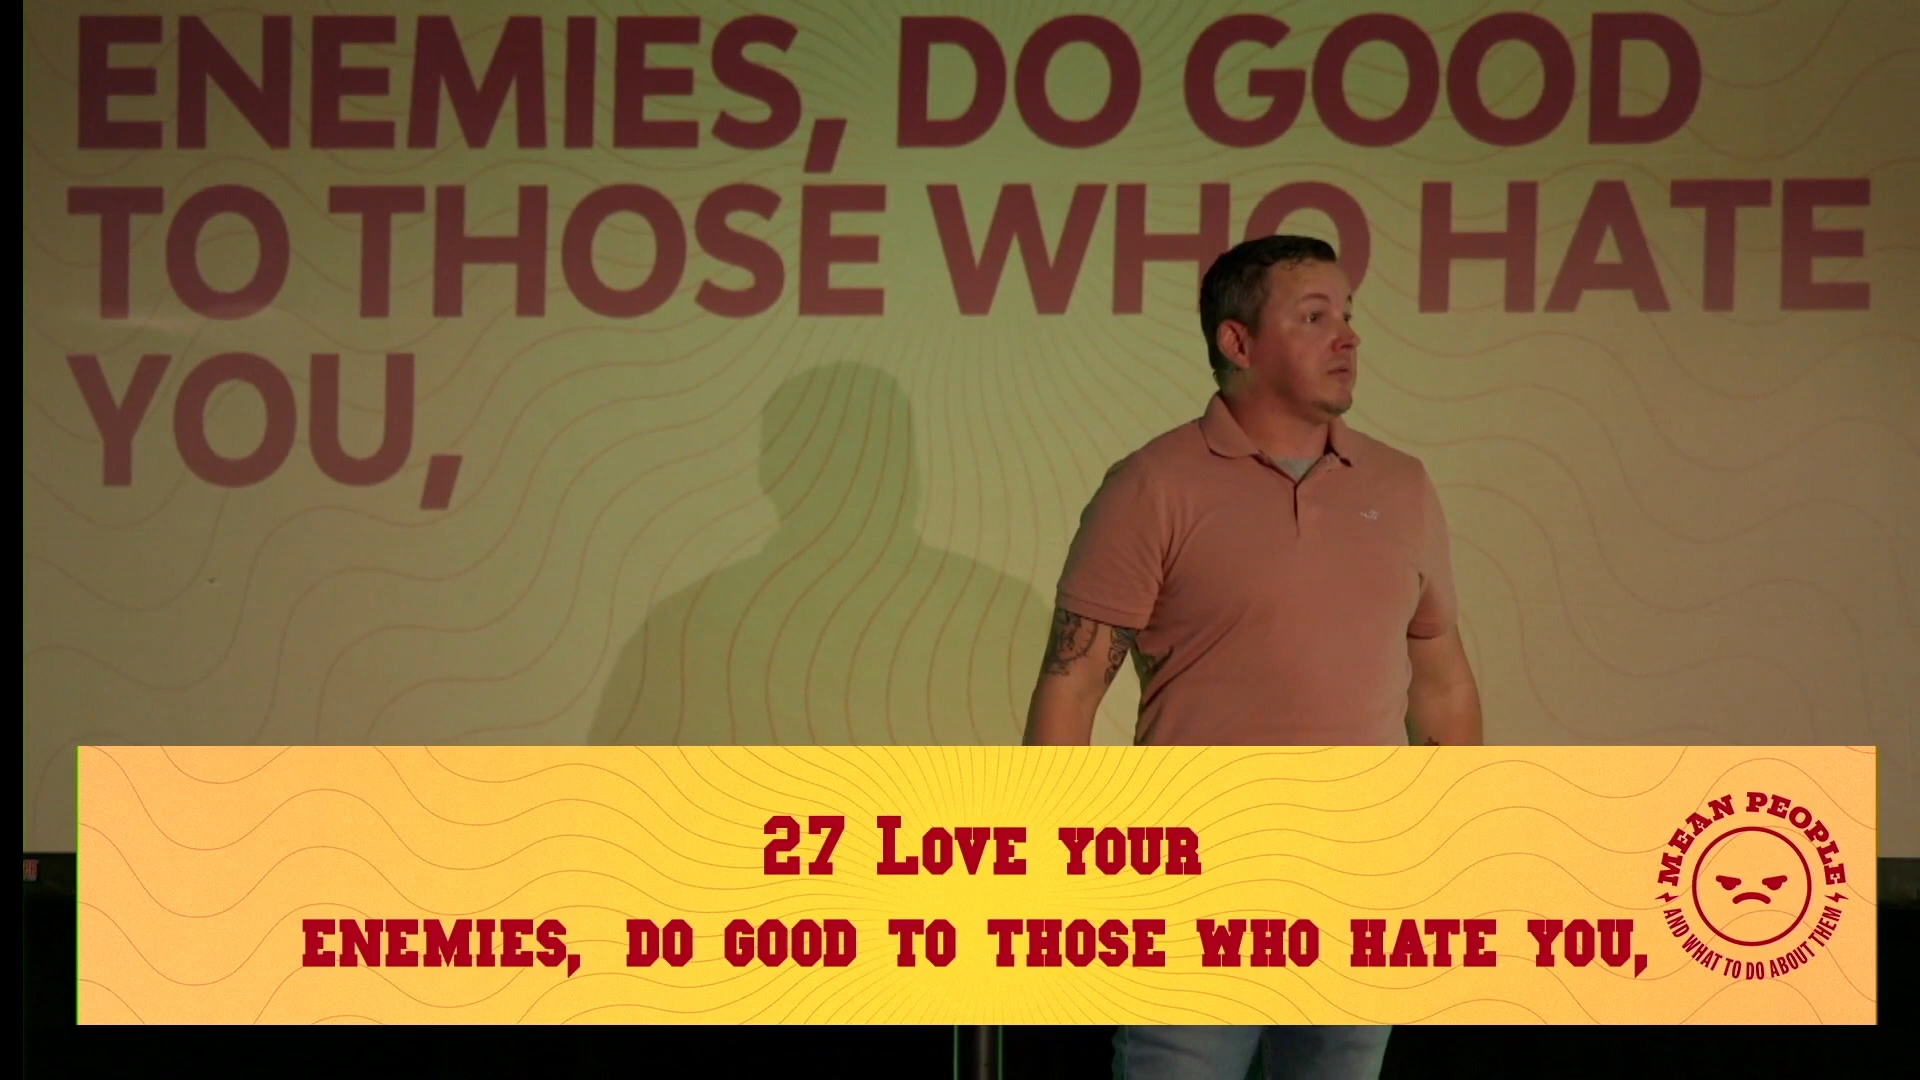 ENEMIES, DO GOOD
TO THOSE WHO HATE
YOU,
27 Love your
enemies, do good to those who hate you,
MEAN PEOPLE
AND WHAT TO DO ABOUT THEM